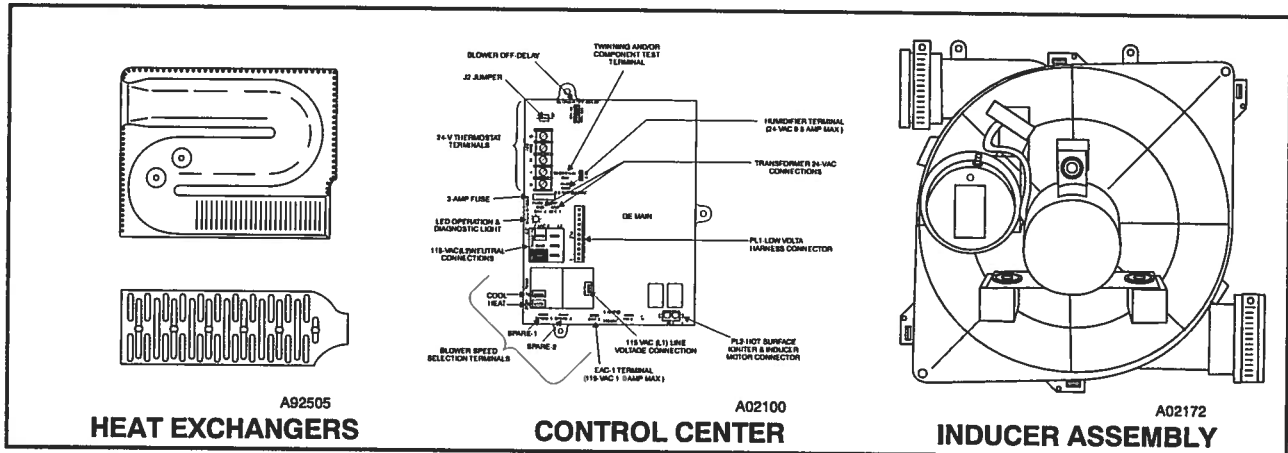 BLOWER OFF-DELAY
TWINNING AND/OR
COMPONENT TEST
TERMINAL
J2 JUMPER
24-V THERMOSTAT
TERMINALS
HUMIDIFIER TERMINAL
(24 VAC 0 5 AMP MAX )
TRANSFORMER 24-VAC
CONNECTIONS
3-AMP FUSE
LED OPERATION &
DIAGNOSTIC LIGHT
115-VAC(L2)NEUTRAL
CONNECTIONS
OE MAIN
PL1-LOW VOLTA
HARNESS CONNECTOR
COOL
HEAT
SPARE-1
SPARE-2
BLOWER SPEED
SELECTION TERMINALS
115 VAC (L1) LINE
VOLTAGE CONNECTION
PL2-HOT SURFACE
IGNITER & INDUCER
MOTOR CONNECTOR
EAC-1 TERMINAL
(115-VAC 1 0 AMP MAX )
A92505
HEAT EXCHANGERS
A02100
CONTROL CENTER
A02172
INDUCER ASSEMBLY